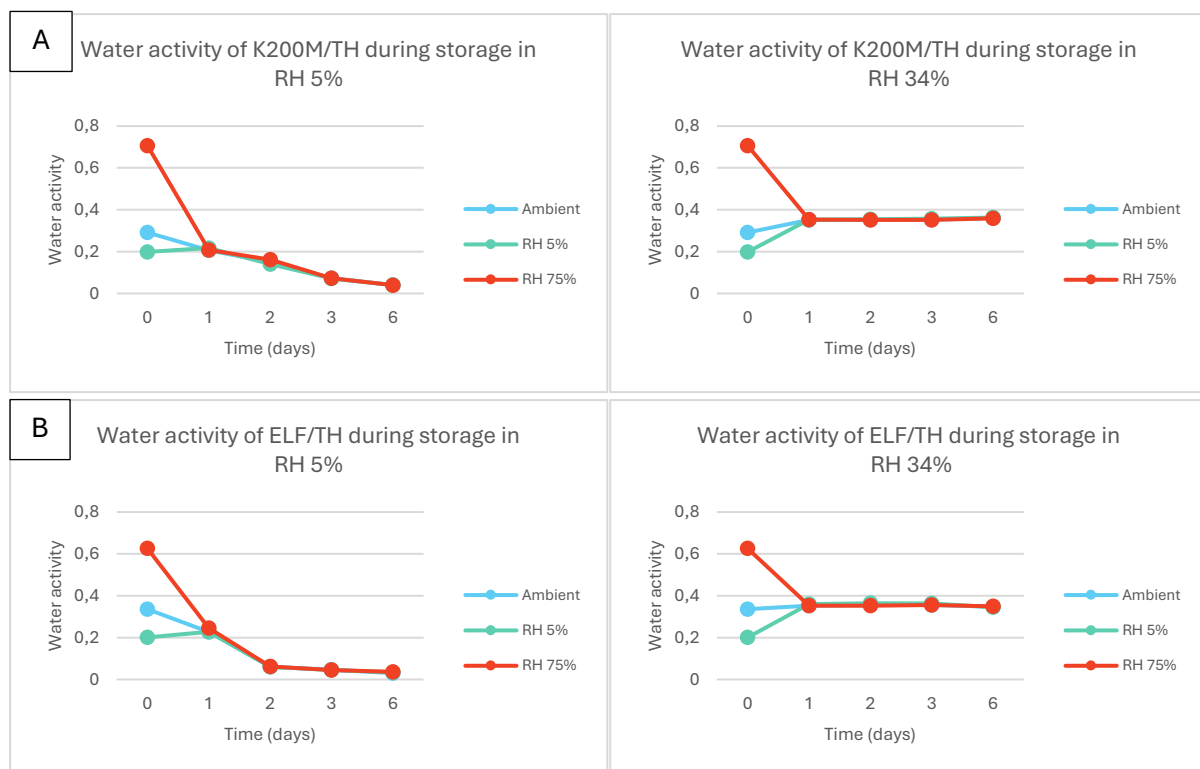 A
Water activity of K200M/TH during storage in
RH 5%
0,8
0,6
0,4
0,2
0
Water activity
0 1 2 3 6
Time (days)
Ambient
RH 5%
RH 75%
Water activity of K200M/TH during storage in
RH 34%
0,8
0,6
0,4
0,2
0
Water activity
0 1 2 3 6
Time (days)
Ambient
RH 5%
RH 75%
B
Water activity of ELF/TH during storage in
RH 5%
0,8
0,6
0,4
0,2
0
Water activity
0 1 2 3 6
Time (days)
Ambient
RH 5%
RH 75%
Water activity of ELF/TH during storage in
RH 34%
0,8
0,6
0,4
0,2
0
Water activity
0 1 2 3 6
Time (days)
Ambient
RH 5%
RH 75%